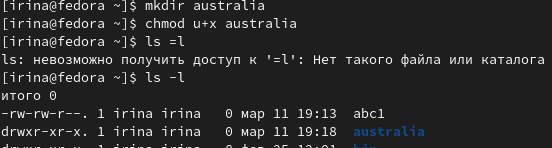 [irina@fedora ~]$ mkdir australia
[irina@fedora ~]$ chmod u+x australia
[irina@fedora ~]$ ls =l
ls: невозможно получить доступ к '=l': Нет такого файла или каталога
[irina@fedora ~]$ ls -l
итого 0
-rw-rw-r--. 1 irina irina 0 мар 11 19:13 abc1
drwxr-xr-x. 1 irina irina 0 мар 11 19:18 australia